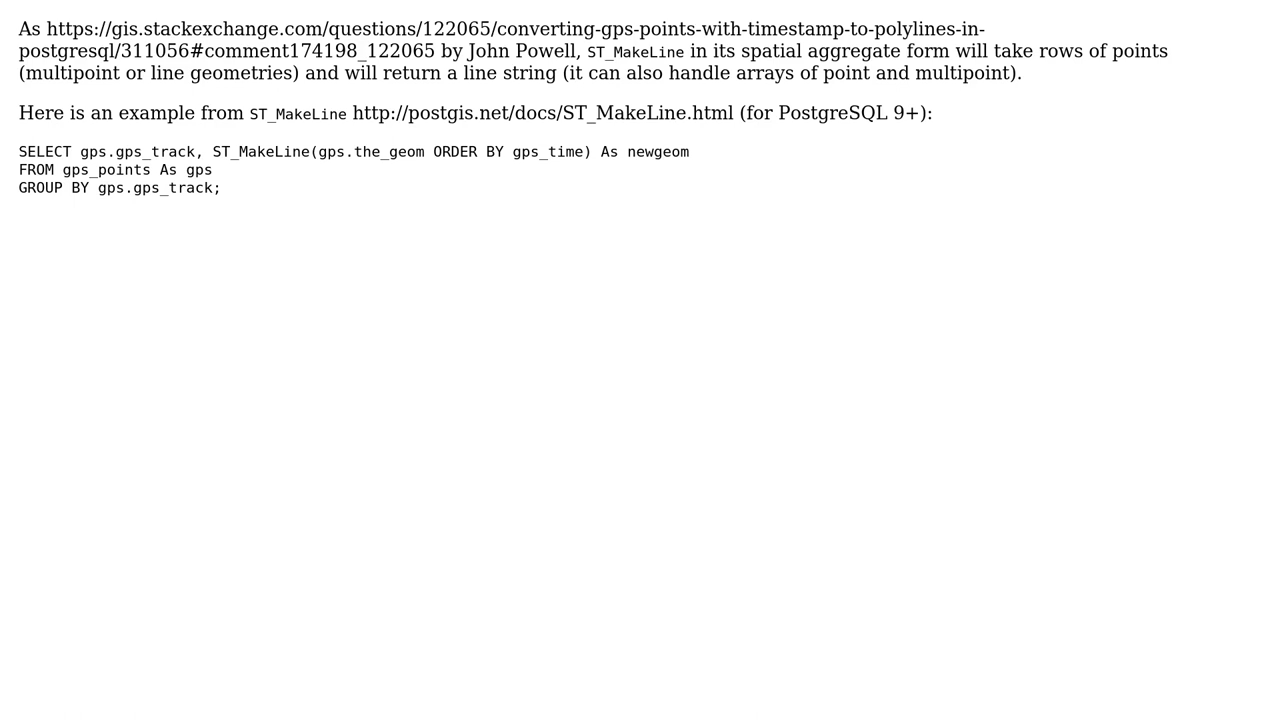 As https://gis.stackexchange.com/questions/122065/converting-gps-points-with-timestamp-to-polylines-in-
postgresql/311056#comment174198_122065 by John Powell, ST_MakeLine in its spatial aggregate form will take rows of points
(multipoint or line geometries) and will return a line string (it can also handle arrays of point and multipoint).
Here is an example from ST_MakeLine http://postgis.net/docs/ST_MakeLine.html (for PostgreSQL 9+):
SELECT gps.gps_track, ST_MakeLine(gps.the_geom ORDER BY gps_time) As newgeom
FROM gps_points As gps
GROUP BY gps.gps_track;